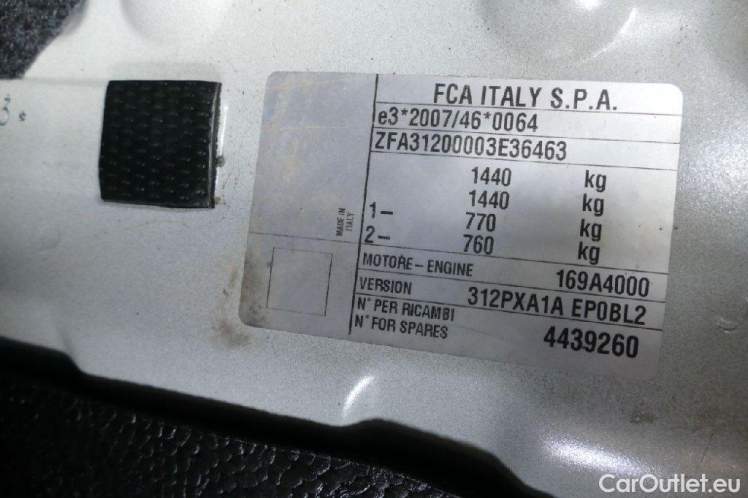 FCA ITALY S.P.A.
e3*2007/46*0064
ZFA31200003E36463
1440 kg
1440 kg
1– 770 kg
2– 760 kg
MADE IN
ITALY
MOTORE – ENGINE 169A4000
VERSION 312PXA1A EP0BL2
N° PER RICAMBI
N° FOR SPARES 4439260
3.
CarOutlet.eu